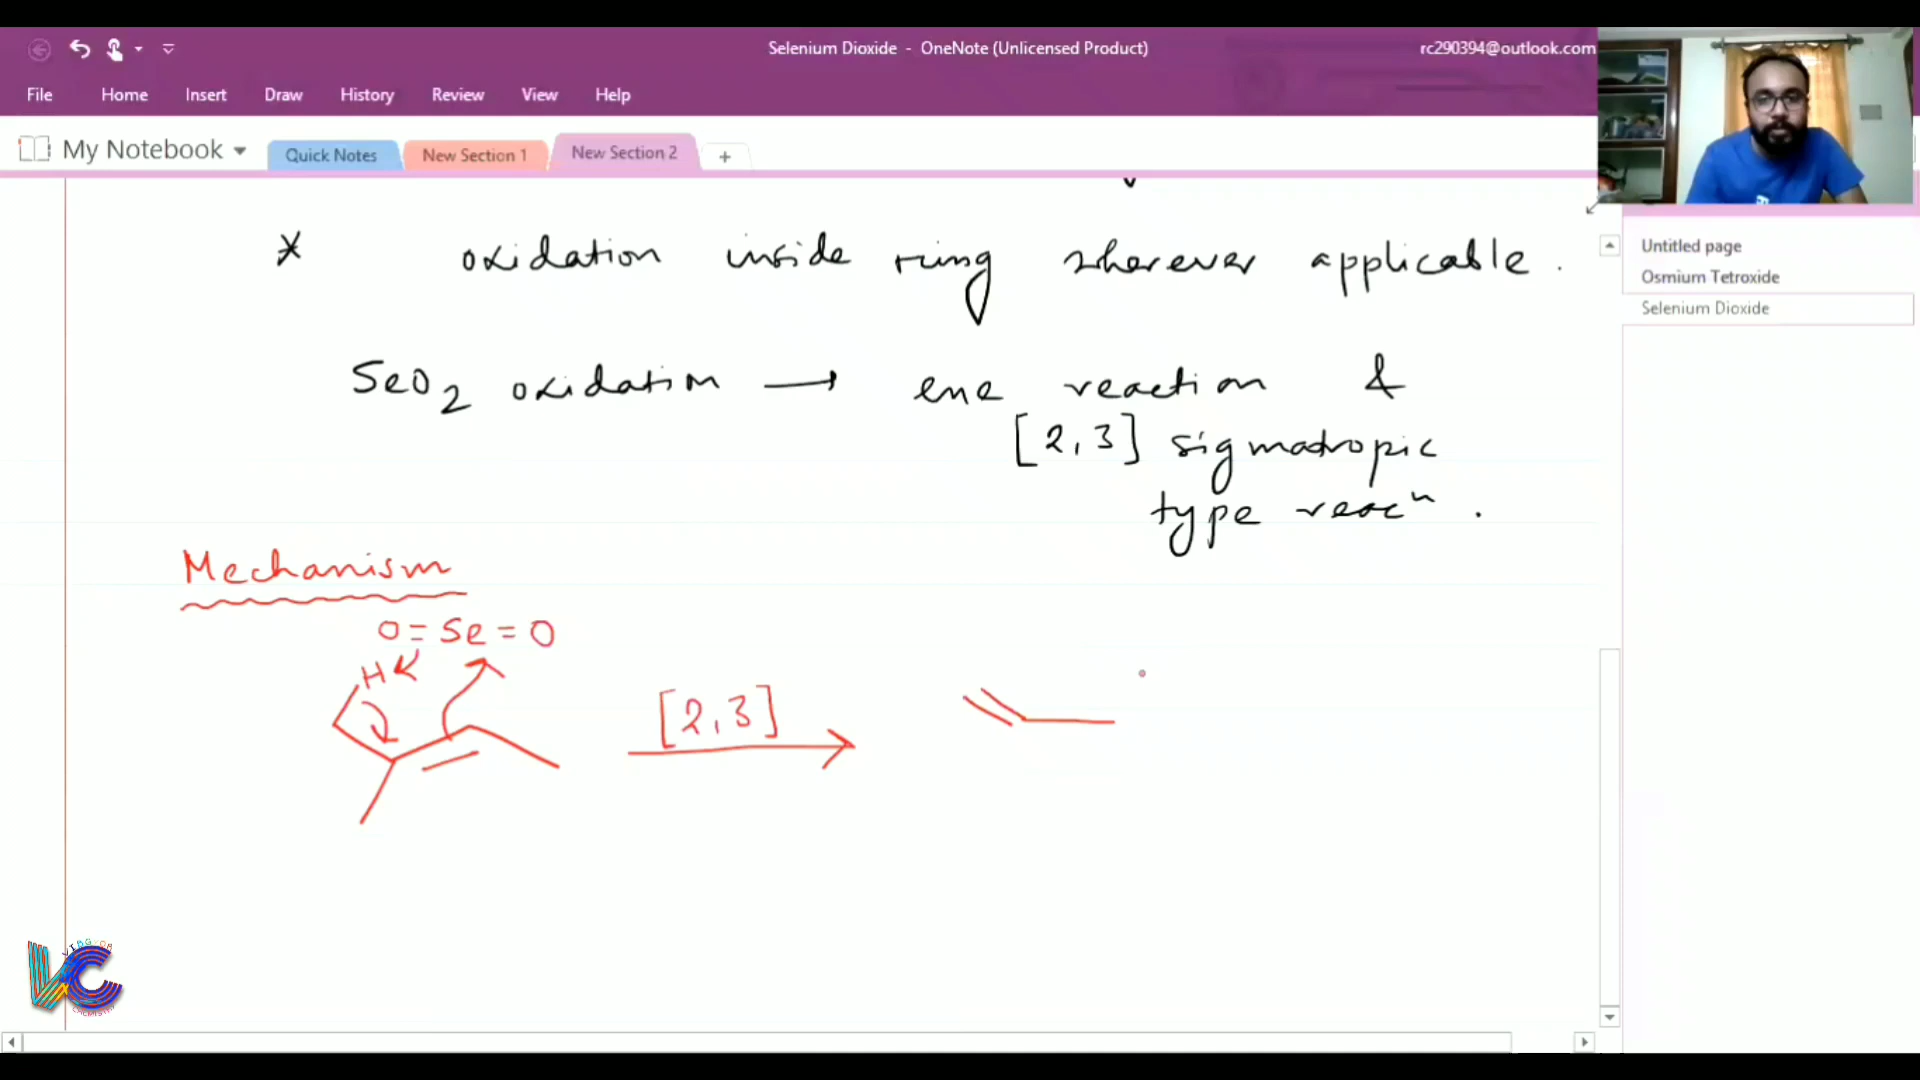 Selenium Dioxide - OneNote (Unlicensed Product)
rc290394@outlook.com
File Home Insert Draw History Review View Help
My Notebook
Quick Notes
New Section 1
New Section 2
+
Untitled page
Osmium Tetroxide
Selenium Dioxide
* oxidation inside ring wherever applicable.
SeO2 oxidation → ene reaction &
[2,3] sigmatropic
type reacⁿ.
Mechanism
O=Se=O
H
[2,3]
VC
CHEMISTRY